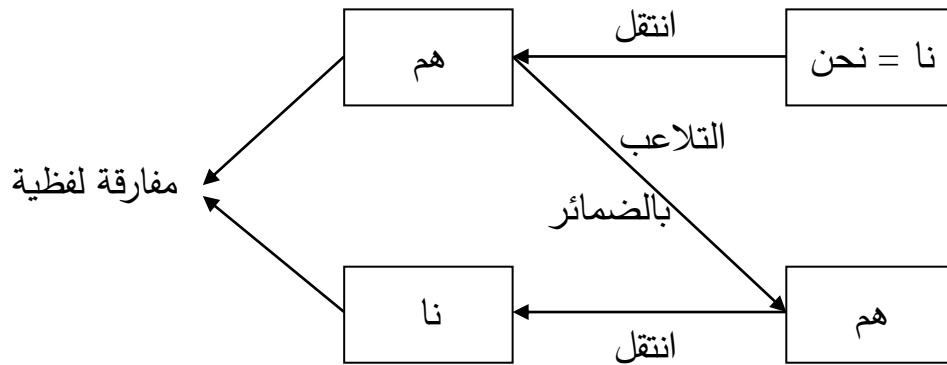 انتقل
نا = نحن
هم
التلاعب
بالضمائر
مفارقة لفظية
هم
نا
انتقل